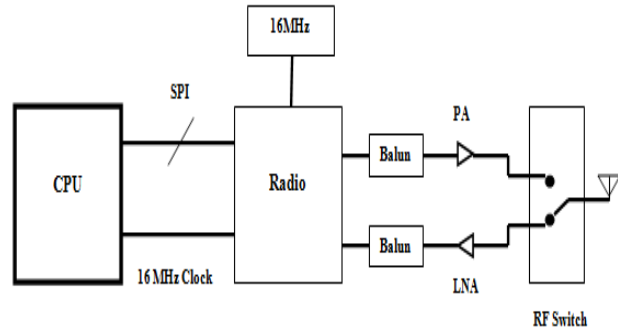 16MHz
SPI
PA
CPU
Radio
Balun
Balun
16 MHz Clock
LNA
RF Switch